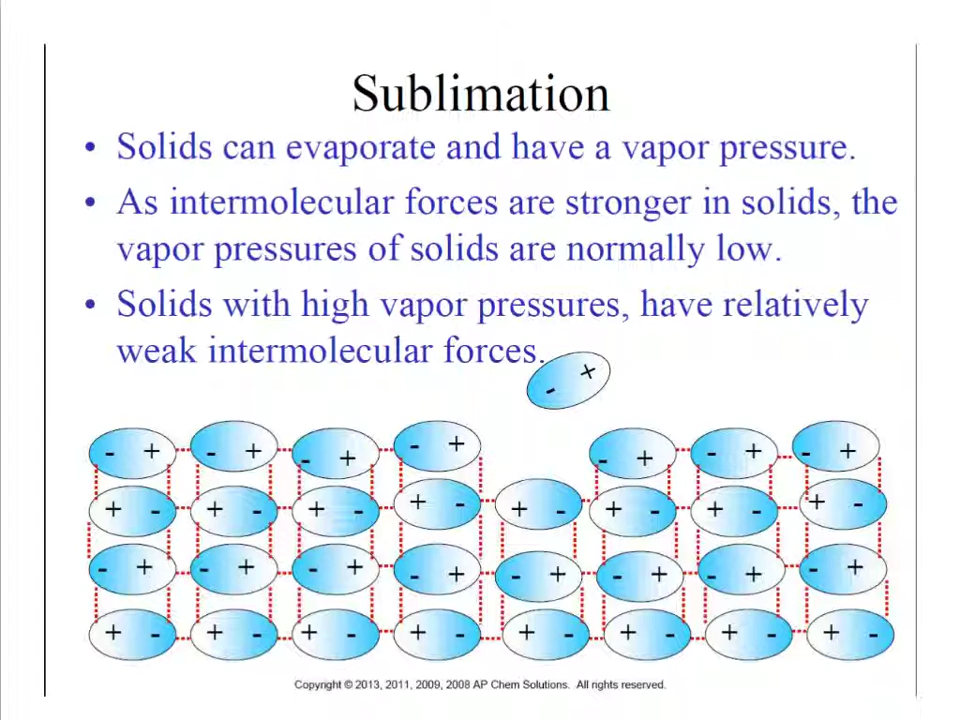 Sublimation
• Solids can evaporate and have a vapor pressure.
• As intermolecular forces are stronger in solids, the
vapor pressures of solids are normally low.
• Solids with high vapor pressures, have relatively
weak intermolecular forces.
- +
- + - + - + - + - + - + - +
+ - + - + - + - + - + - + - + -
- + - + - + - + - + - + - + - +
+ - + - + - + - + - + - + - + -
Copyright © 2013, 2011, 2009, 2008 AP Chem Solutions. All rights reserved.